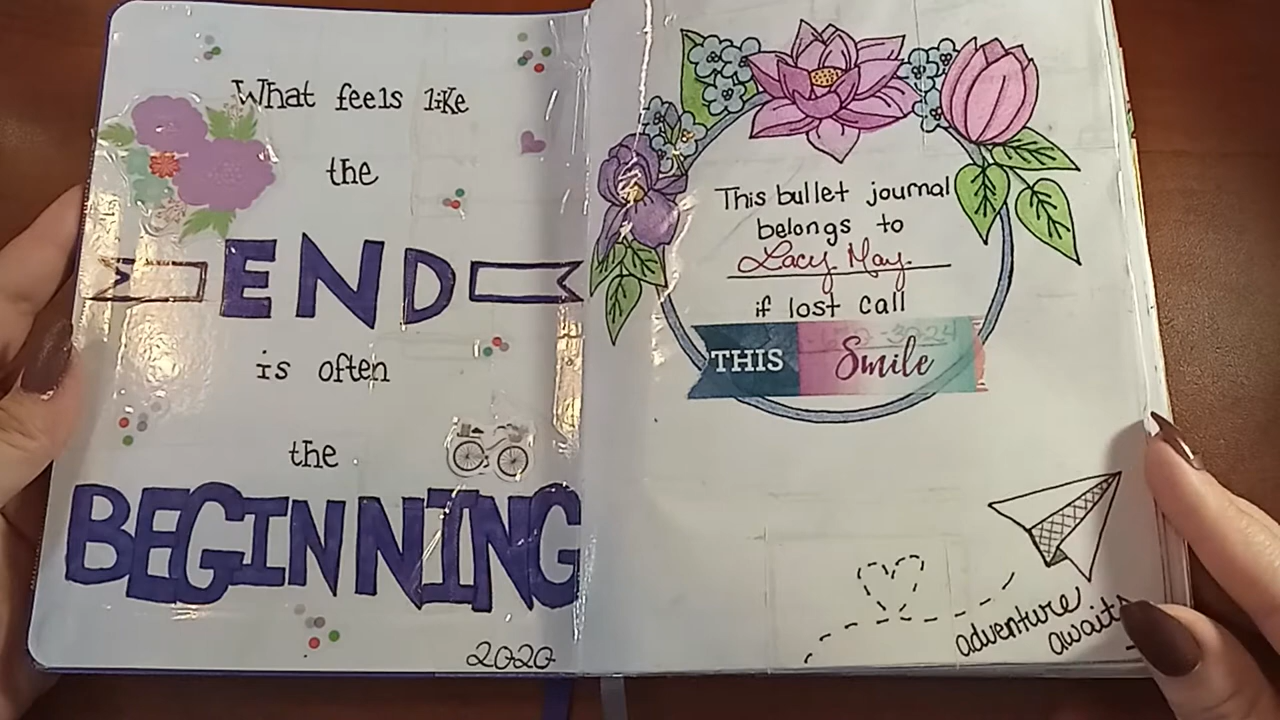 What feels like
the
END
is often
the
BEGINNING
2020
This bullet journal
belongs to
Lacy May
if lost call
THIS Smile
adventure
awaits